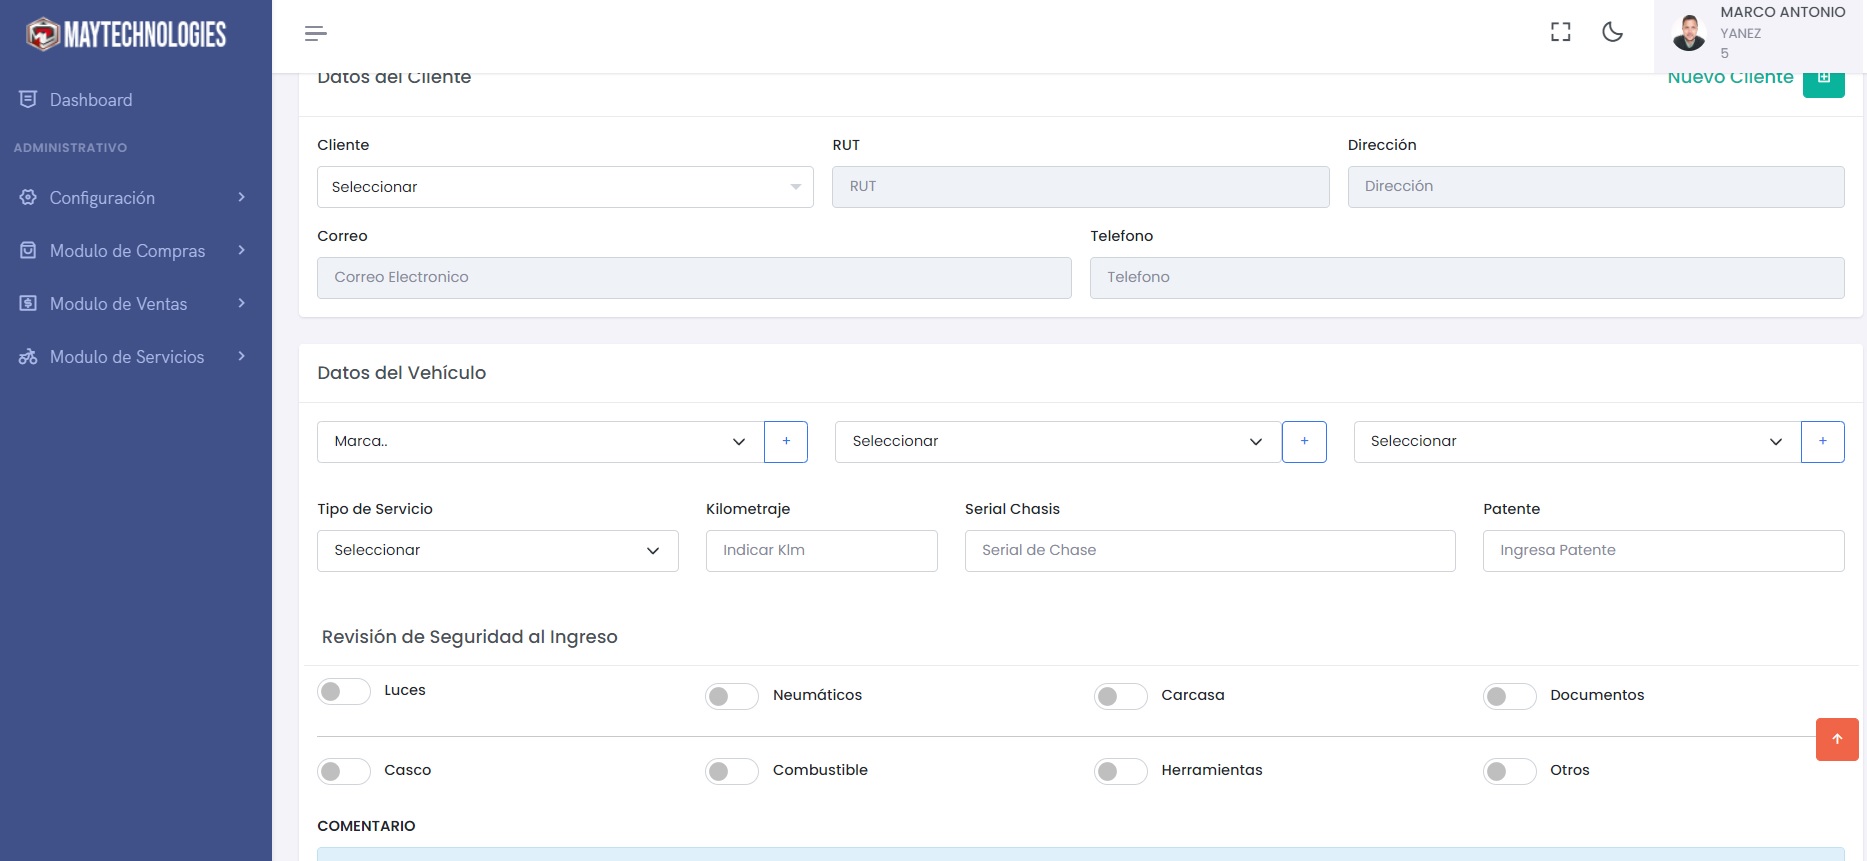 MAYTECHNOLOGIES
MARCO ANTONIO
YANEZ
5
Dashboard
ADMINISTRATIVO
Configuración
Modulo de Compras
Modulo de Ventas
Modulo de Servicios
Datos del Cliente
Nuevo Cliente
Cliente
RUT
Dirección
Seleccionar
RUT
Dirección
Correo
Telefono
Correo Electronico
Telefono
Datos del Vehículo
Marca..
+
Seleccionar
+
Seleccionar
+
Tipo de Servicio
Kilometraje
Serial Chasis
Patente
Seleccionar
Indicar Klm
Serial de Chase
Ingresa Patente
Revisión de Seguridad al Ingreso
Luces
Neumáticos
Carcasa
Documentos
Casco
Combustible
Herramientas
Otros
COMENTARIO